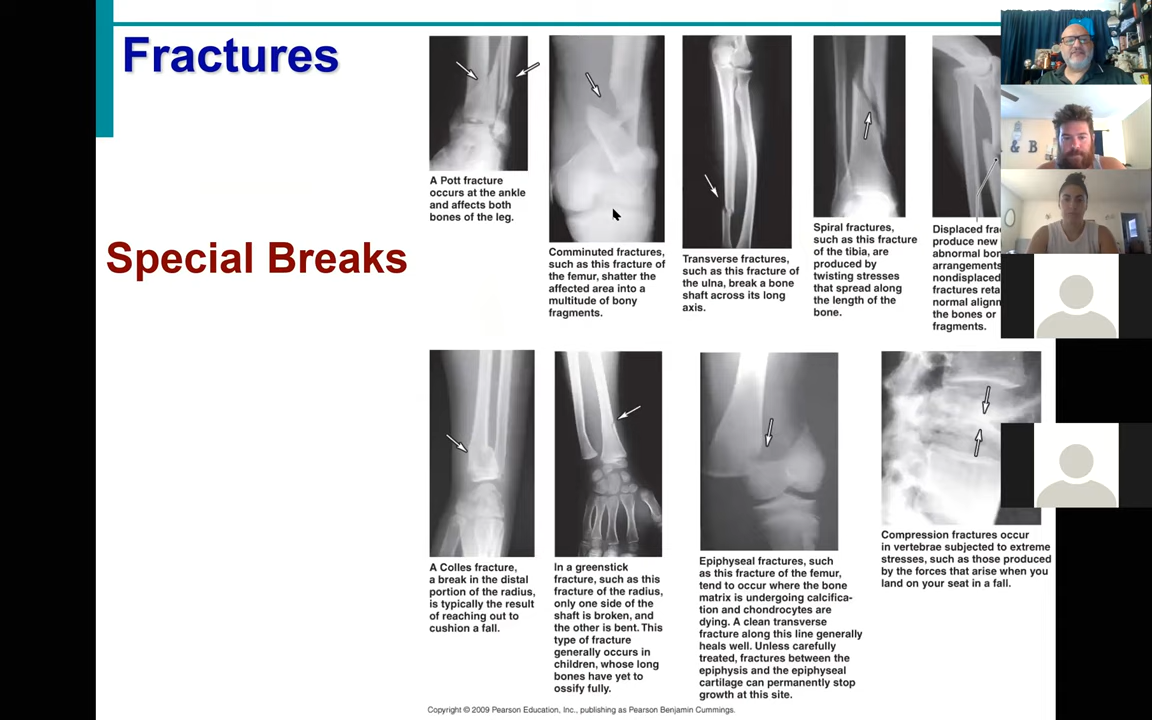 Fractures
Special Breaks
A Pott fracture
occurs at the ankle
and affects both
bones of the leg.
Comminuted fractures,
such as this fracture of
the femur, shatter the
affected area into a
multitude of bony
fragments.
Transverse fractures,
such as this fracture of
the ulna, break a bone
shaft across its long
axis.
Spiral fractures,
such as this fracture
of the tibia, are
produced by
twisting stresses
that spread along
the length of the
bone.
Displaced
produce new
abnormal
arrangements
nondisplaced
fractures
normal
the bones or
fragments.
A Colles fracture,
a break in the distal
portion of the radius,
is typically the result
of reaching out to
cushion a fall.
In a greenstick
fracture, such as this
fracture of the radius,
only one side of the
shaft is broken, and
the other is bent. This
type of fracture
generally occurs in
children, whose long
bones have yet to
ossify fully.
Epiphyseal fractures, such
as this fracture of the femur,
tend to occur where the bone
matrix is undergoing calcifica-
tion and chondrocytes are
dying. A clean transverse
fracture along this line generally
heals well. Unless carefully
treated, fractures between the
epiphysis and the epiphyseal
cartilage can permanently stop
growth at this site.
Compression fractures occur
in vertebrae subjected to extreme
stresses, such as those produced
by the forces that arise when you
land on your seat in a fall.
Copyright © 2009 Pearson Education, Inc., publishing as Pearson Benjamin Cummings.
& B